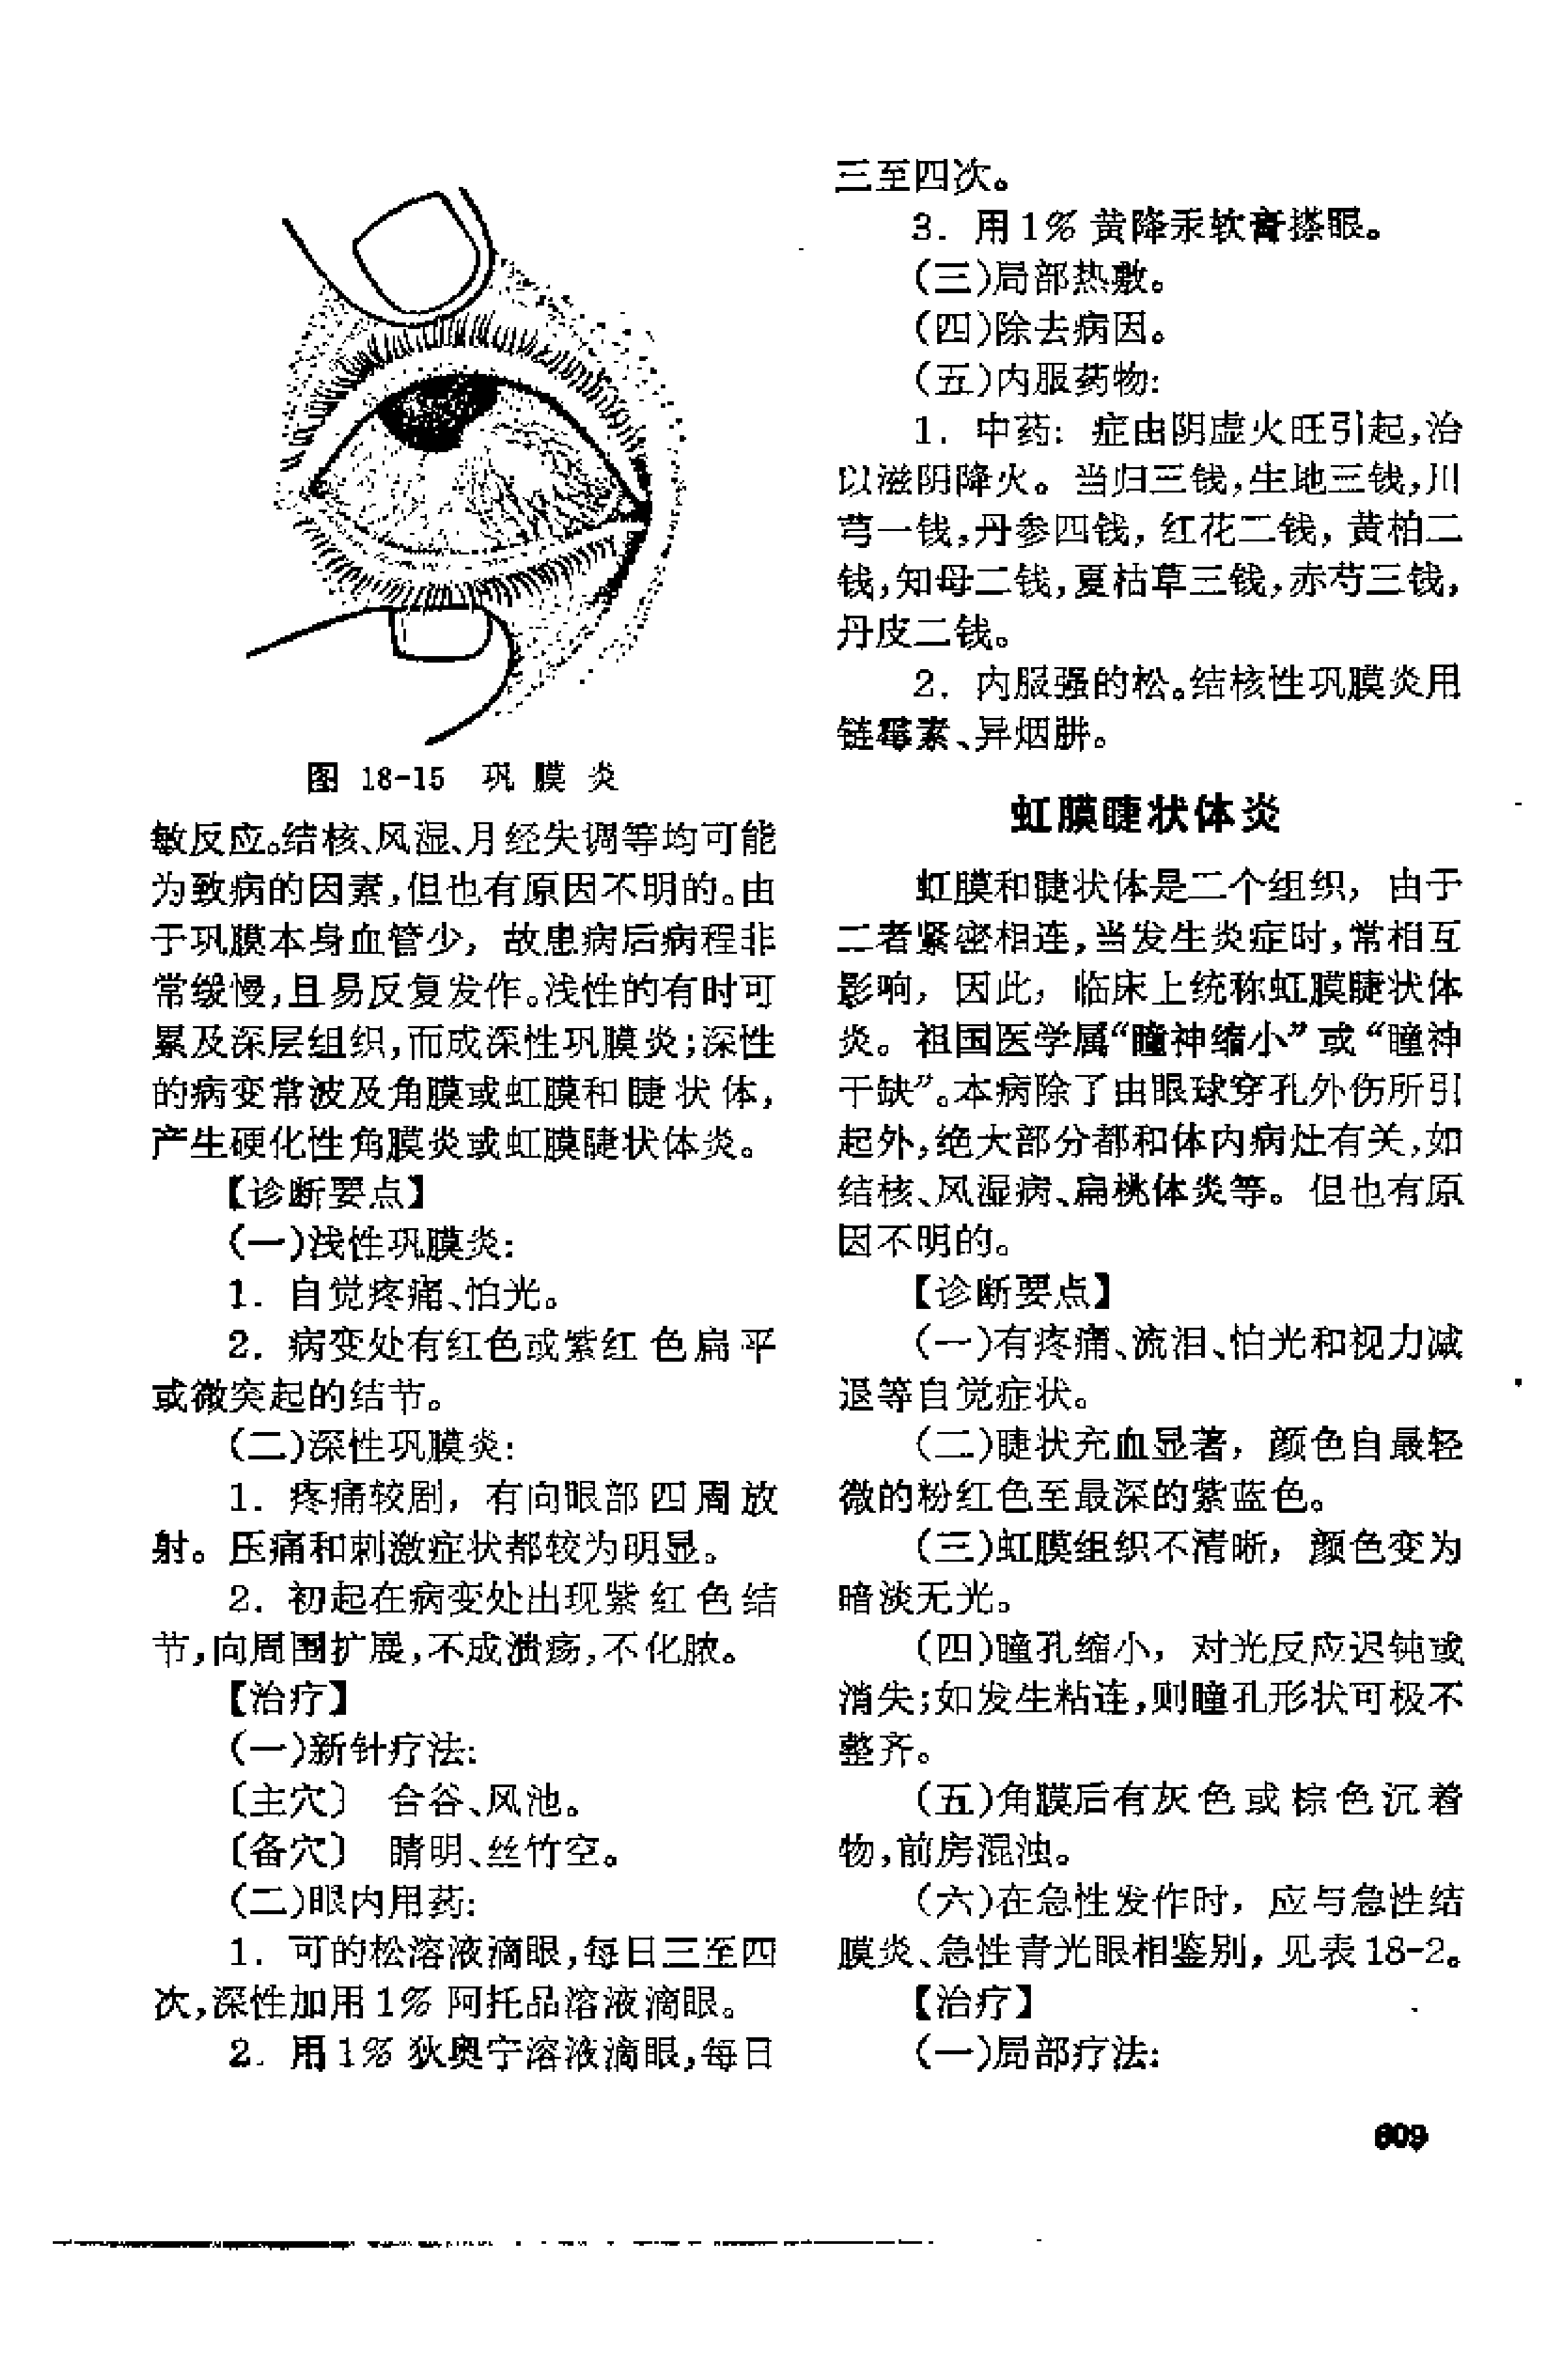 图 18-15 巩膜炎
敏反应。结核、风湿、月经失调等均可能
为致病的因素,但也有原因不明的。由
于巩膜本身血管少, 故患病后病程非
常缓慢,且易反复发作。浅性的有时可
累及深层组织,而成深性巩膜炎;深性
的病变常波及角膜或虹膜和睫状体,
产生硬化性角膜炎或虹膜睫状体炎。
【诊断要点】
(一)浅性巩膜炎:
1. 自觉疼痛、怕光。
2. 病变处有红色或紫红色扁平
或微突起的结节。
(二)深性巩膜炎:
1. 疼痛较剧, 有向眼部四周放
射。压痛和刺激症状都较为明显。
2. 初起在病变处出现紫红色结
节,向周围扩展,不成溃疡,不化脓。
【治疗】
(一)新针疗法:
〔主穴〕 合谷、风池。
〔备穴〕 睛明、丝竹空。
(二)眼内用药:
1. 可的松溶液滴眼,每日三至四
次,深性加用1% 阿托品溶液滴眼。
2. 用1% 狄奥宁溶液滴眼,每日
三至四次。
3. 用1% 黄降汞软膏搽眼。
(三)局部热敷。
(四)除去病因。
(五)内服药物:
1. 中药: 症由阴虚火旺引起,治
以滋阴降火。当归三钱,生地三钱,川
芎一钱,丹参四钱, 红花二钱, 黄柏二
钱,知母二钱,夏枯草三钱,赤芍三钱,
丹皮二钱。
2. 内服强的松。结核性巩膜炎用
链霉素、异烟肼。
虹膜睫状体炎
虹膜和睫状体是二个组织, 由于
二者紧密相连,当发生炎症时,常相互
影响, 因此, 临床上统称虹膜睫状体
炎。祖国医学属“瞳神缩小”或“瞳神
干缺”。本病除了由眼球穿孔外伤所引
起外,绝大部分都和体内病灶有关,如
结核、风湿病、扁桃体炎等。但也有原
因不明的。
【诊断要点】
(一)有疼痛、流泪、怕光和视力减
退等自觉症状。
(二)睫状充血显著, 颜色自最轻
微的粉红色至最深的紫蓝色。
(三)虹膜组织不清晰, 颜色变为
暗淡无光。
(四)瞳孔缩小, 对光反应迟钝或
消失;如发生粘连,则瞳孔形状可极不
整齐。
(五)角膜后有灰色或棕色沉着
物,前房混浊。
(六)在急性发作时, 应与急性结
膜炎、急性青光眼相鉴别, 见表18-2。
【治疗】
(一)局部疗法:
609